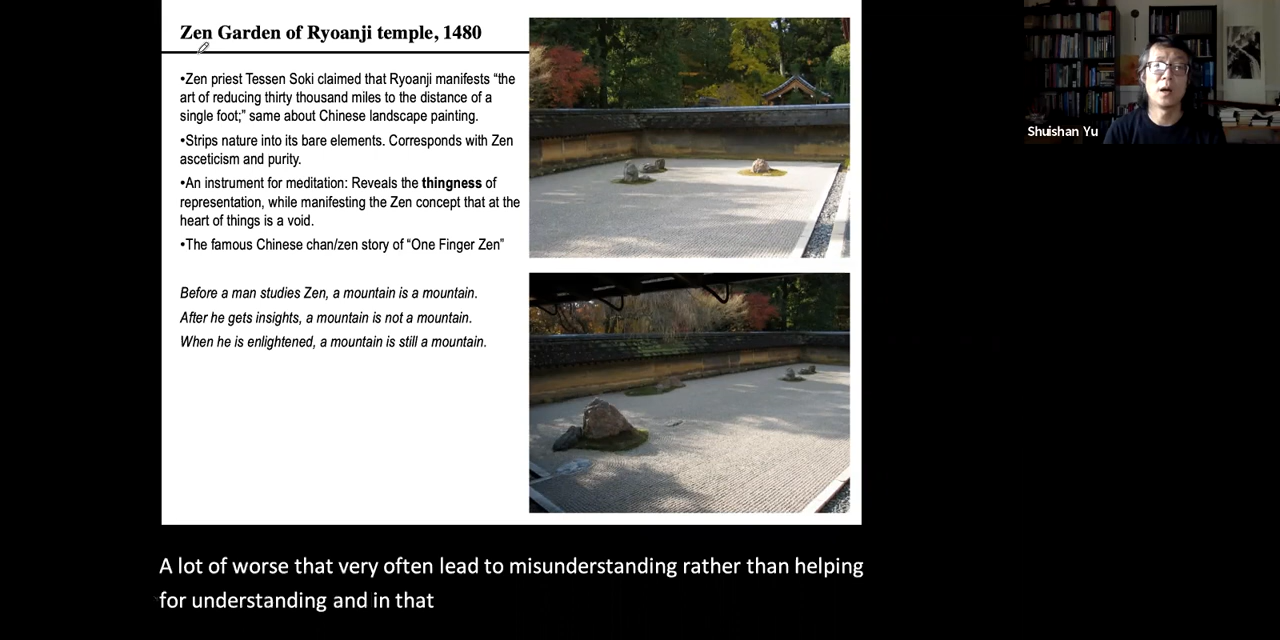 Zen Garden of Ryoanji temple, 1480
•Zen priest Tessen Soki claimed that Ryoanji manifests “the
art of reducing thirty thousand miles to the distance of a
single foot;” same about Chinese landscape painting.
•Strips nature into its bare elements. Corresponds with Zen
asceticism and purity.
•An instrument for meditation: Reveals the thingness of
representation, while manifesting the Zen concept that at the
heart of things is a void.
•The famous Chinese chan/zen story of “One Finger Zen”
Before a man studies Zen, a mountain is a mountain.
After he gets insights, a mountain is not a mountain.
When he is enlightened, a mountain is still a mountain.
Shuishan Yu
A lot of worse that very often lead to misunderstanding rather than helping
for understanding and in that